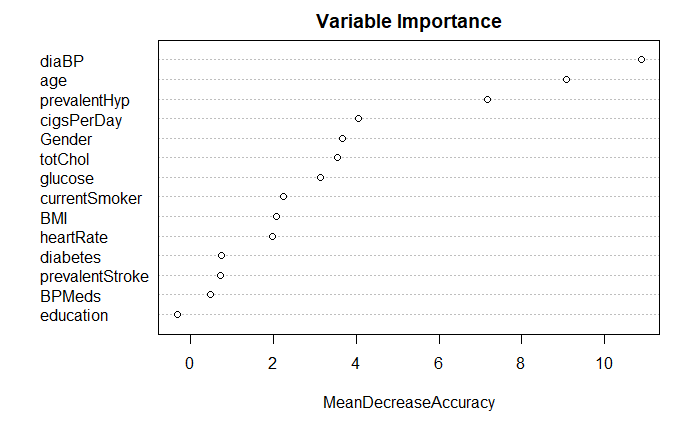 Variable Importance
diaBP
age
prevalentHyp
cigsPerDay
Gender
totChol
glucose
currentSmoker
BMI
heartRate
diabetes
prevalentStroke
BPMeds
education
0 2 4 6 8 10
MeanDecreaseAccuracy